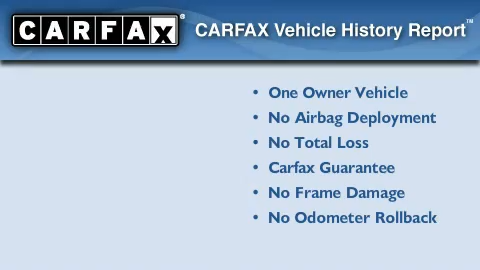 CARFAX® CARFAX Vehicle History Report™
• One Owner Vehicle
• No Airbag Deployment
• No Total Loss
• Carfax Guarantee
• No Frame Damage
• No Odometer Rollback